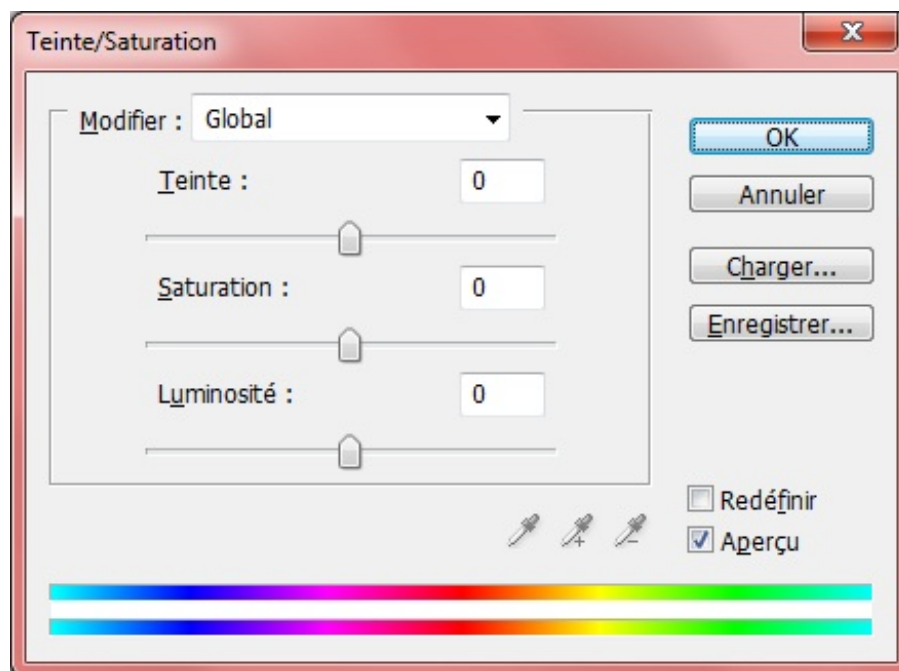 Teinte/Saturation
Modifier : Global
Teinte : 0
Saturation : 0
Luminosité : 0
OK
Annuler
Charger...
Enregistrer...
Redéfinir
Aperçu